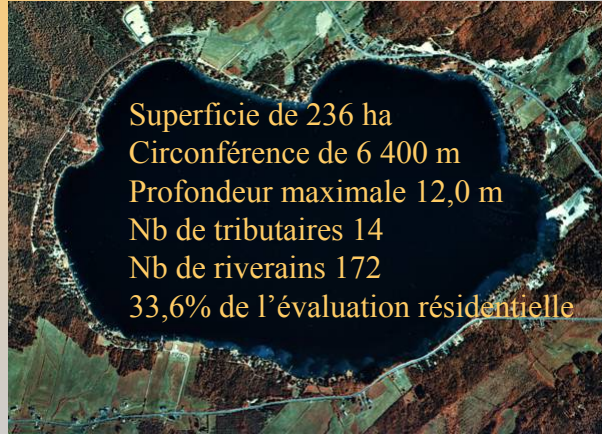 Superficie de 236 ha
Circonférence de 6 400 m
Profondeur maximale 12,0 m
Nb de tributaires 14
Nb de riverains 172
33,6% de l’évaluation résidentielle